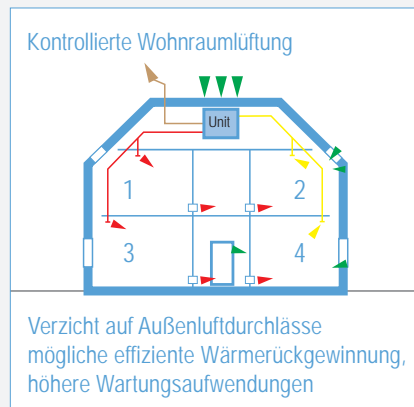 Kontrollierte Wohnraumlüftung
Unit
1
2
3
4
Verzicht auf Außenluftdurchlässe
mögliche effiziente Wärmerückgewinnung,
höhere Wartungsaufwendungen